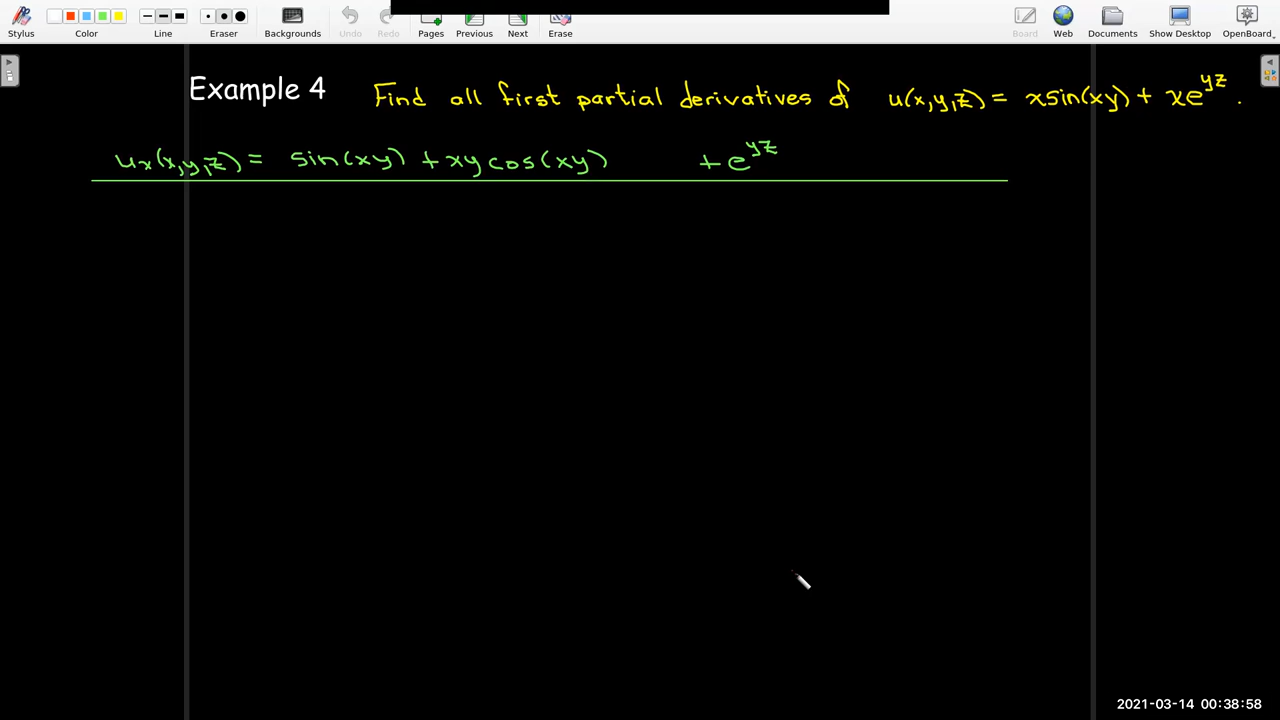 Stylus Color Line Eraser Backgrounds Undo Redo Pages Previous Next Erase Board Web Documents Show Desktop OpenBoard
Example 4 Find all first partial derivatives of u(x,y,z) = xsin(xy) + xe^{yz}.
u_x(x,y,z) = sin(xy) + xy cos(xy) + e^{yz}
2021-03-14 00:38:58